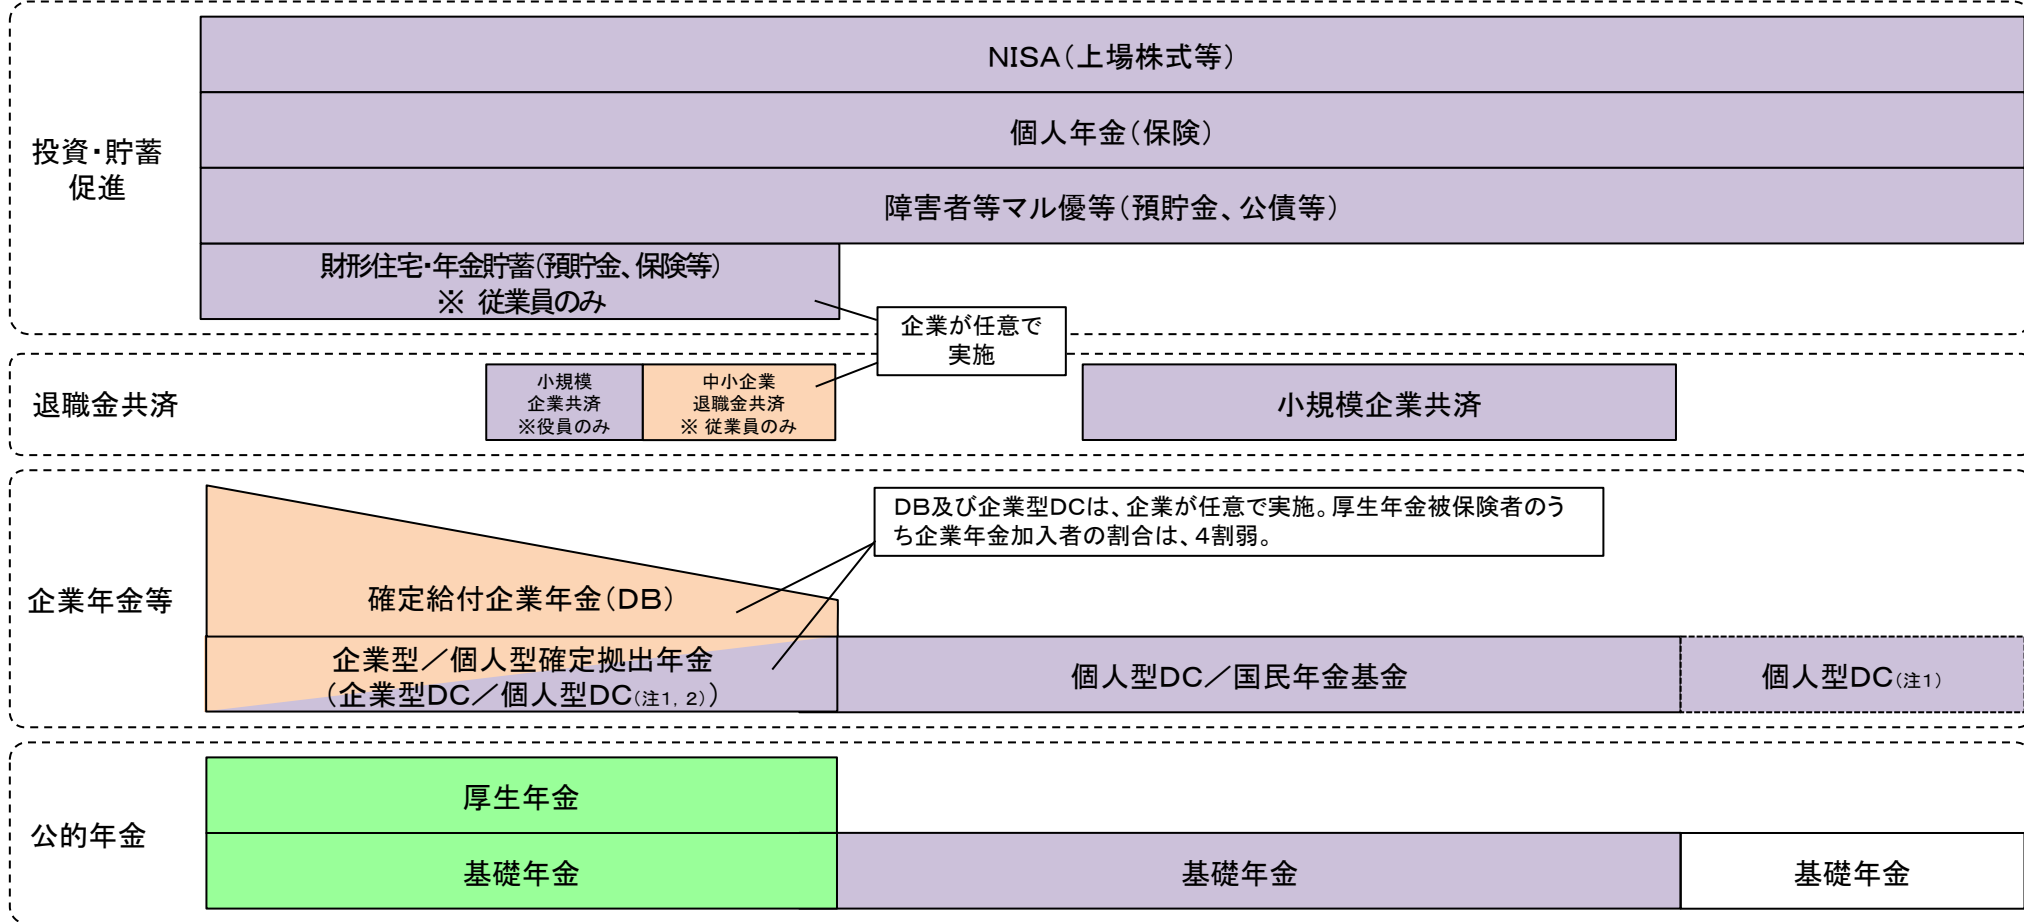 NISA（上場株式等）
個人年金（保険）
投資・貯蓄
促進
障害者等マル優等（預貯金、公債等）
財形住宅・年金貯蓄（預貯金、保険等）
※ 従業員のみ
企業が任意で
実施
退職金共済
小規模
企業共済
※役員のみ
中小企業
退職金共済
※ 従業員のみ
小規模企業共済
DB及び企業型DCは、企業が任意で実施。厚生年金被保険者のう
ち企業年金加入者の割合は、4割弱。
企業年金等
確定給付企業年金（DB）
企業型／個人型確定拠出年金
（企業型DC／個人型DC(注1，2)）
個人型DC／国民年金基金
個人型DC(注1)
公的年金
厚生年金
基礎年金
基礎年金
基礎年金